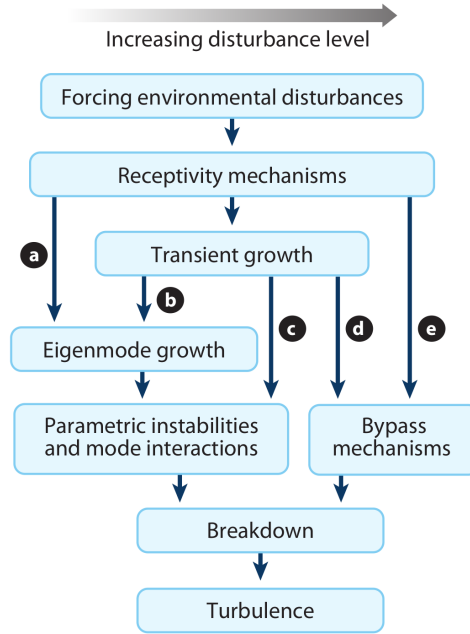 Increasing disturbance level
Forcing environmental disturbances
Receptivity mechanisms
a
Transient growth
b
c
d
e
Eigenmode growth
Parametric instabilities
and mode interactions
Bypass
mechanisms
Breakdown
Turbulence